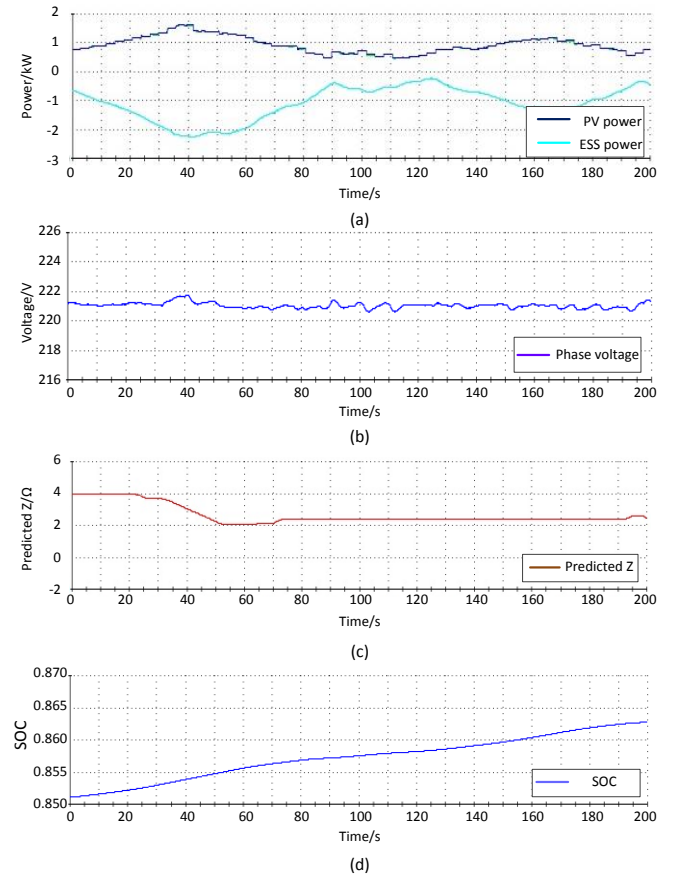 2
1
0
-1
-2
-3
Power/kW
PV power
ESS power
0 20 40 60 80 100 120 140 160 180 200
Time/s
(a)
226
224
222
220
218
216
Voltage/V
Phase voltage
0 20 40 60 80 100 120 140 160 180 200
Time/s
(b)
6
4
2
0
-2
Predicted Z/Ω
Predicted Z
0 20 40 60 80 100 120 140 160 180 200
Time/s
(c)
0.870
0.865
0.860
0.855
0.850
SOC
SOC
0 20 40 60 80 100 120 140 160 180 200
Time/s
(d)